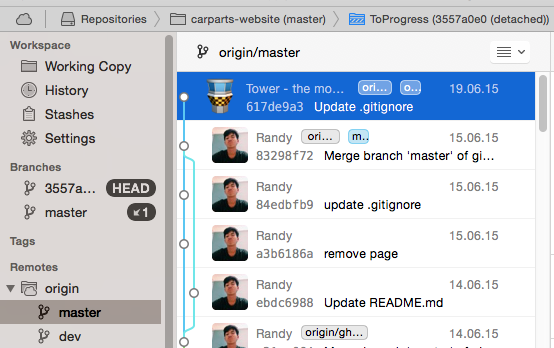 Repositories
carparts-website (master)
ToProgress (3557a0e0 (detached))
Workspace
Working Copy
History
Stashes
Settings
Branches
3557a... HEAD
master 1
Tags
Remotes
origin
master
dev
origin/master
Tower - the mo... ori... o... 19.06.15
617de9a3 Update .gitignore
Randy ori... m... 15.06.15
83298f72 Merge branch 'master' of gi...
Randy 15.06.15
84edbfb9 update .gitignore
Randy 15.06.15
a3b6186a remove page
Randy 14.06.15
ebdc6988 Update README.md
Randy origin/gh... 14.06.15